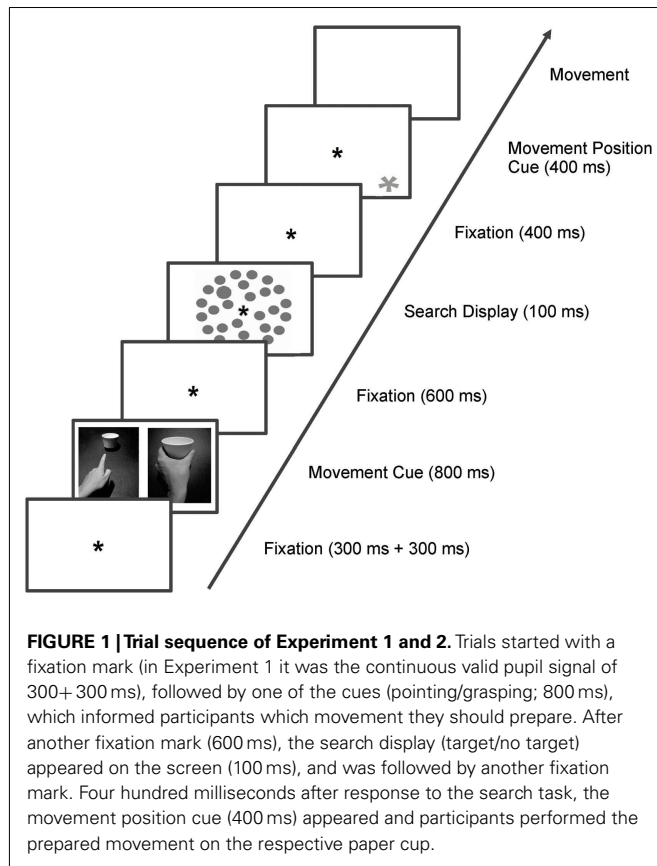 Movement
Movement Position
Cue (400 ms)
Fixation (400 ms)
Search Display (100 ms)
Fixation (600 ms)
Movement Cue (800 ms)
Fixation (300 ms + 300 ms)
FIGURE 1 | Trial sequence of Experiment 1 and 2. Trials started with a
fixation mark (in Experiment 1 it was the continuous valid pupil signal of
300+300 ms), followed by one of the cues (pointing/grasping; 800 ms),
which informed participants which movement they should prepare. After
another fixation mark (600 ms), the search display (target/no target)
appeared on the screen (100 ms), and was followed by another fixation
mark. Four hundred milliseconds after response to the search task, the
movement position cue (400 ms) appeared and participants performed the
prepared movement on the respective paper cup.